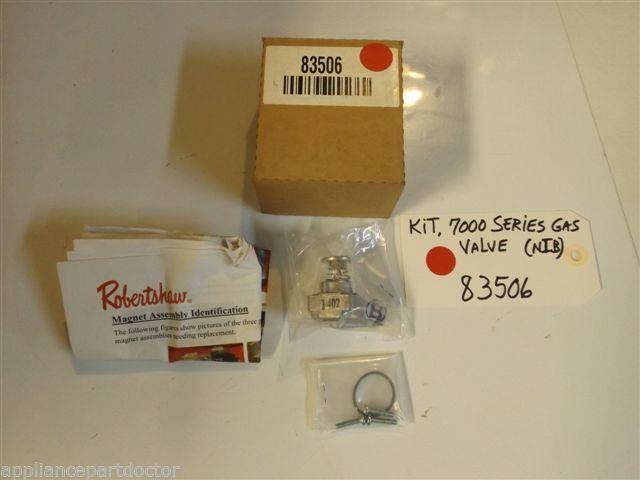 83506
KIT, 7000 SERIES GAS
VALVE (NIB)
83506
Robertshaw
Magnet Assembly Identification
The following figures show pictures of the three
magnet assemblies needing replacement.
1402
appliancepartdoctor